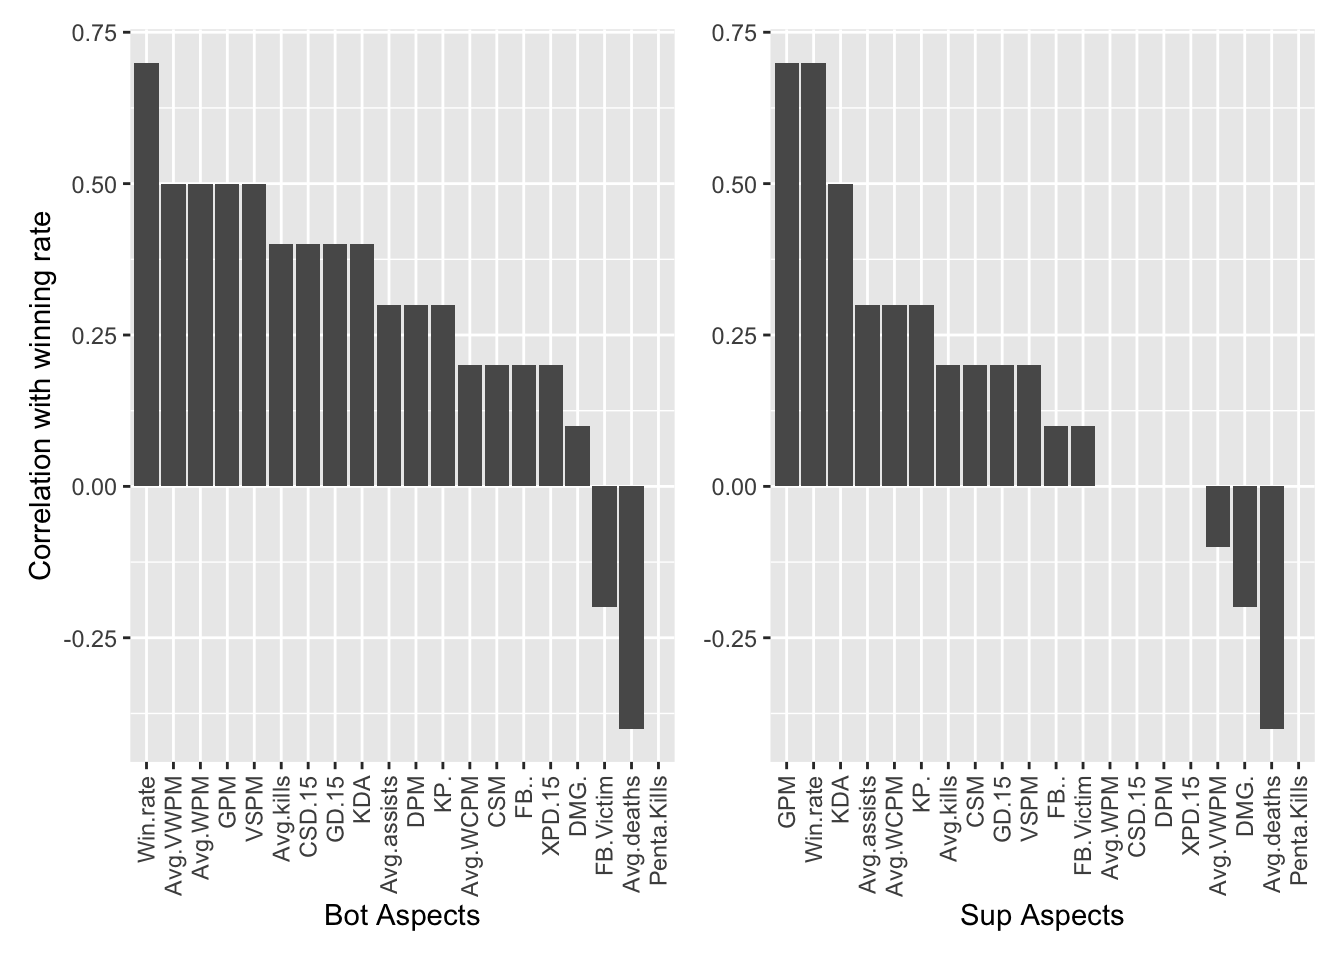 0.75
0.50
0.25
0.00
-0.25
Correlation with winning rate
Win.rate
Avg.VWPM
Avg.WPM
GPM
VSPM
Avg.kills
CSD.15
GD.15
KDA
Avg.assists
DPM
KP.
Avg.WCPM
CSM
FB..
XPD.15
DMG.
FB.Victim
Avg.deaths
Penta.Kills
Bot Aspects
0.75
0.50
0.25
0.00
-0.25
GPM
Win.rate
KDA
Avg.assists
Avg.WCPM
KP.
Avg.kills
CSM
GD.15
VSPM
FB..
FB.Victim
Avg.WPM
CSD.15
DPM
XPD.15
Avg.VWPM
DMG.
Avg.deaths
Penta.Kills
Sup Aspects